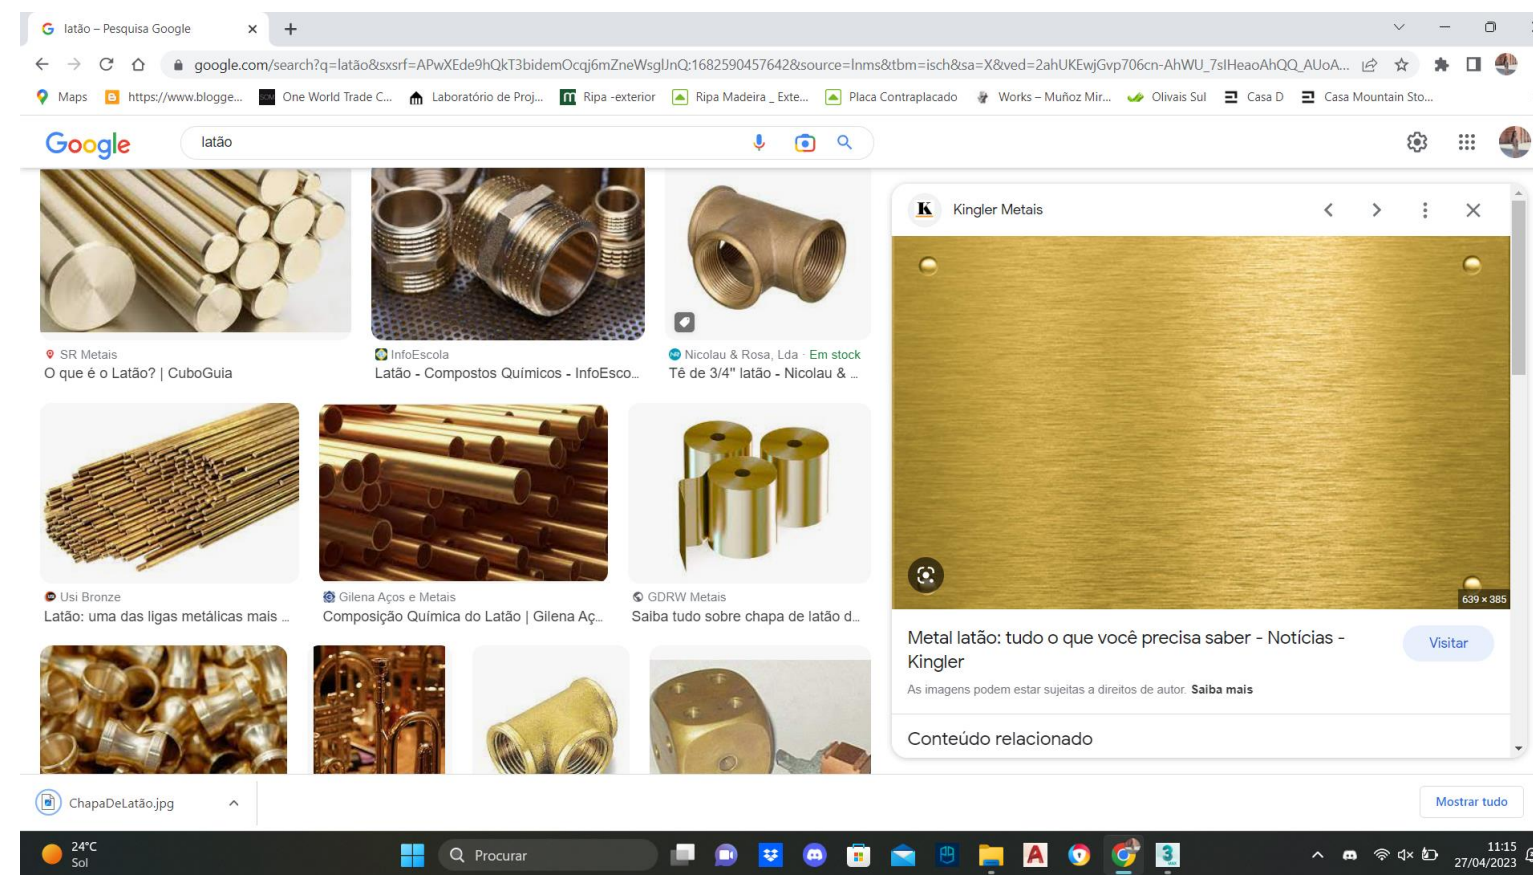 latão – Pesquisa Google
google.com/search?q=latão&sxsrf=APwXEde9hQkT3bidemOcqj6mZneWsglJnQ:1682590457642&source=lnms&tbm=isch&sa=X&ved=2ahUKEwjGvp706cn-AhWU_7sIHeaoAhQQ_AUoA...
Maps https://www.blogge... One World Trade C... Laboratório de Proj... Ripa -exterior Ripa Madeira _ Exte... Placa Contraplacado Works – Muñoz Mir... Olivais Sul Casa D Casa Mountain Sto...
Google latão
K Kingler Metais
SR Metais InfoEscola Nicolau & Rosa, Lda · Em stock
O que é o Latão? | CuboGuia Latão - Compostos Químicos - InfoEsco... Tê de 3/4" latão - Nicolau & ...
Usi Bronze Gilena Aços e Metais GDRW Metais
Latão: uma das ligas metálicas mais ... Composição Química do Latão | Gilena Aç... Saiba tudo sobre chapa de latão d...
639 × 385
Metal latão: tudo o que você precisa saber - Notícias -
Kingler
Visitar
As imagens podem estar sujeitas a direitos de autor. Saiba mais
Conteúdo relacionado
ChapaDeLatão.jpg Mostrar tudo
24°C
Sol
Procurar
11:15
27/04/2023